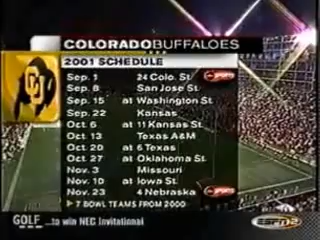 COLORADOBUFFALOES
2001 SCHEDULE
Sep. 1 24 Colo. St.
Sep. 8 San Jose St.
Sep. 15 at Washington St.
Sep. 22 Kansas
Oct. 6 at 11 Kansas St.
Oct. 13 Texas A&M
Oct. 20 at 6 Texas
Oct. 27 at Oklahoma St.
Nov. 3 Missouri
Nov. 10 at Iowa St.
Nov. 23 4 Nebraska
7 BOWL TEAMS FROM 2000
GOLF ...to win NEC Invitational
ESPN2
CU